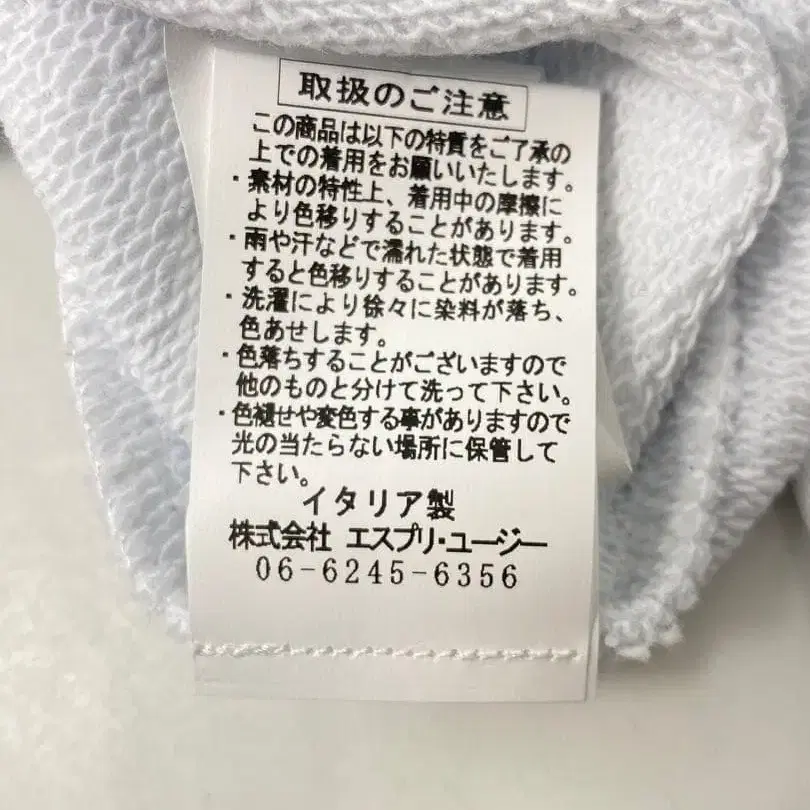 取扱のご注意
この商品は以下の特質をご了承の
上での着用をお願いいたします。
・素材の特性上、着用中の摩擦に
より色移りすることがあります。
・雨や汗などで濡れた状態で着用
すると色移りすることがあります。
・洗濯により徐々に染料が落ち、
色あせします。
・色落ちすることがございますので
他のものと分けて洗って下さい。
・色褪せや変色する事がありますので
光の当たらない場所に保管して
下さい。
イタリア製
株式会社 エスプリ・ユージー
06-6245-6356